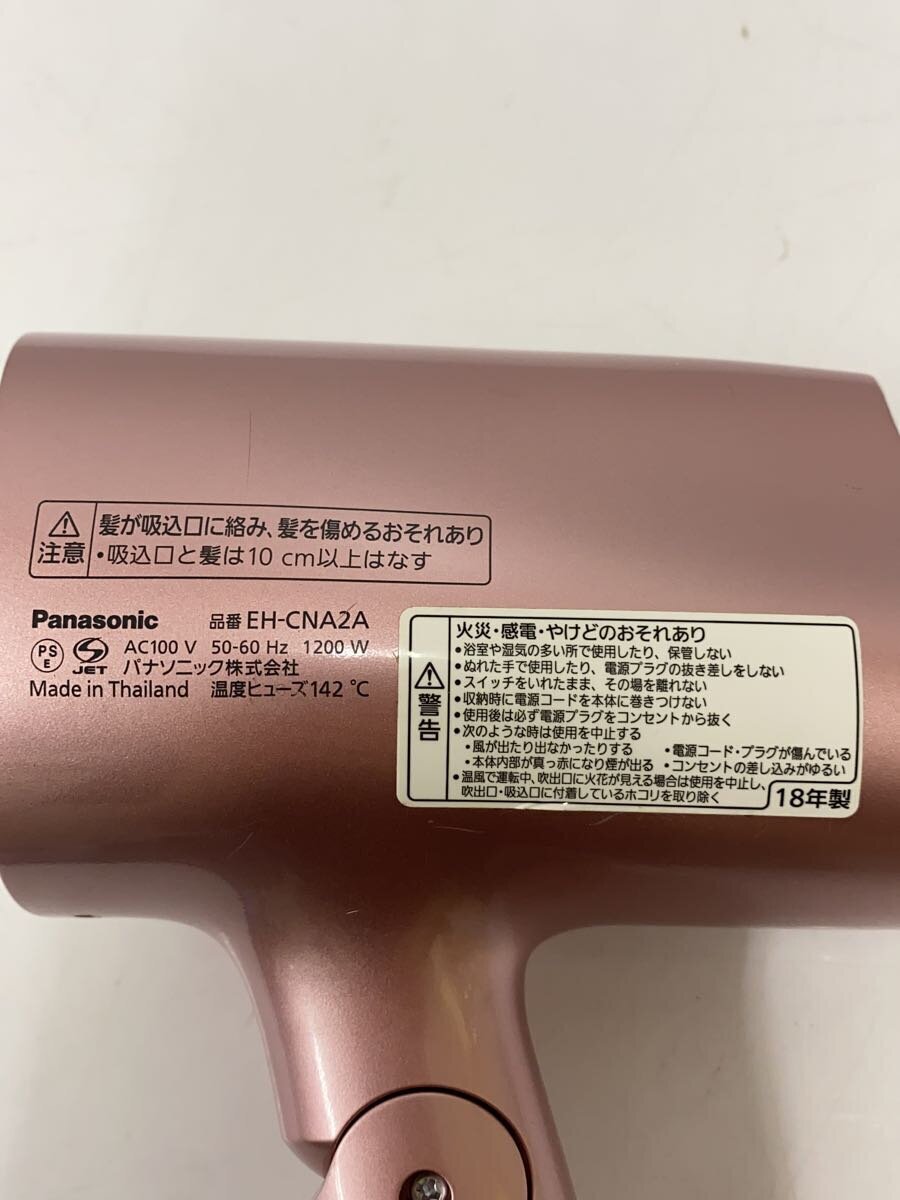 注意
髪が吸込口に絡み、髪を傷めるおそれあり
・吸込口と髪は10 cm以上はなす
Panasonic 品番 EH-CNA2A
PS E JET AC100 V 50-60 Hz 1200 W
パナソニック株式会社
Made in Thailand 温度ヒューズ142 ℃
警告
火災・感電・やけどのおそれあり
・浴室や湿気の多い所で使用したり、保管しない
・ぬれた手で使用したり、電源プラグの抜き差しをしない
・スイッチをいれたまま、その場を離れない
・収納時に電源コードを本体に巻きつけない
・使用後は必ず電源プラグをコンセントから抜く
・次のような時は使用を中止する
・風が出たり出なかったりする ・電源コード・プラグが傷んでいる
・本体内部が真っ赤になり煙が出る ・コンセントの差し込みがゆるい
・温風で運転中、吹出口に火花が見える場合は使用を中止し、
吹出口・吸込口に付着しているホコリを取り除く
18年製